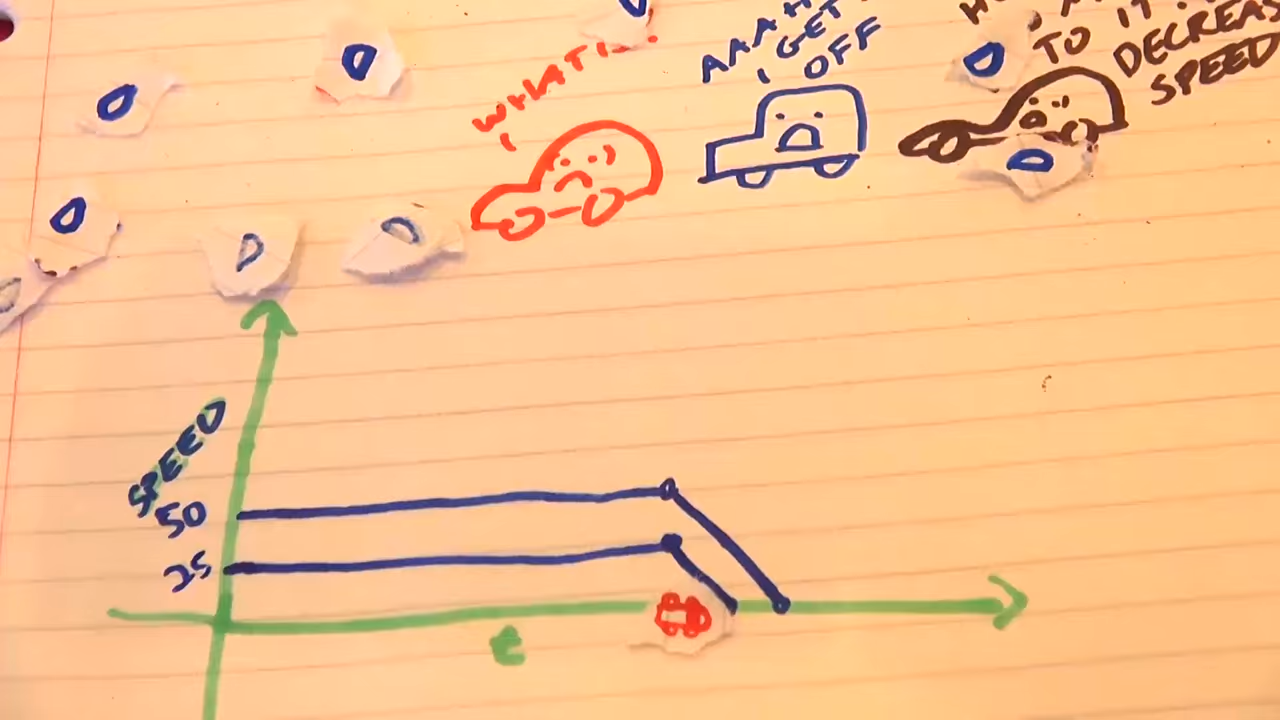 WHAT I
AAAH
I GET
OFF
TO IT
DECREAS
SPEED
SPEED
50
25
t